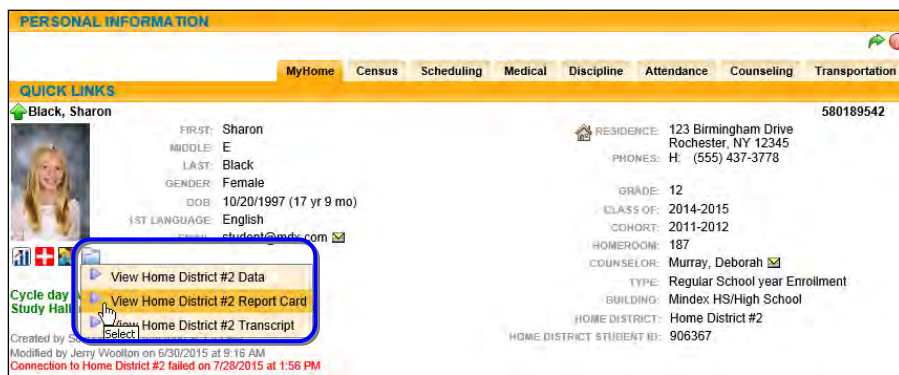 PERSONAL INFORMATION
MyHome Census Scheduling Medical Discipline Attendance Counseling Transportation
QUICK LINKS
Black, Sharon 580189542
FIRST: Sharon
MIDDLE: E
LAST: Black
GENDER: Female
DOB: 10/20/1997 (17 yr 9 mo)
1ST LANGUAGE: English
student@mdx.com
RESIDENCE: 123 Birmingham Drive
Rochester, NY 12345
PHONES: H: (555) 437-3778
GRADE: 12
CLASS OF: 2014-2015
COHORT: 2011-2012
HOMEROOM: 187
COUNSELOR: Murray, Deborah
TYPE: Regular School year Enrollment
BUILDING: Mindex HS/High School
HOME DISTRICT: Home District #2
HOME DISTRICT STUDENT ID: 906367
View Home District #2 Data
View Home District #2 Report Card
View Home District #2 Transcript
Select
Cycle day
Study Hall
Created by
Modified by Jerry Woolton on 6/30/2015 at 9:16 AM
Connection to Home District #2 failed on 7/28/2015 at 1:56 PM